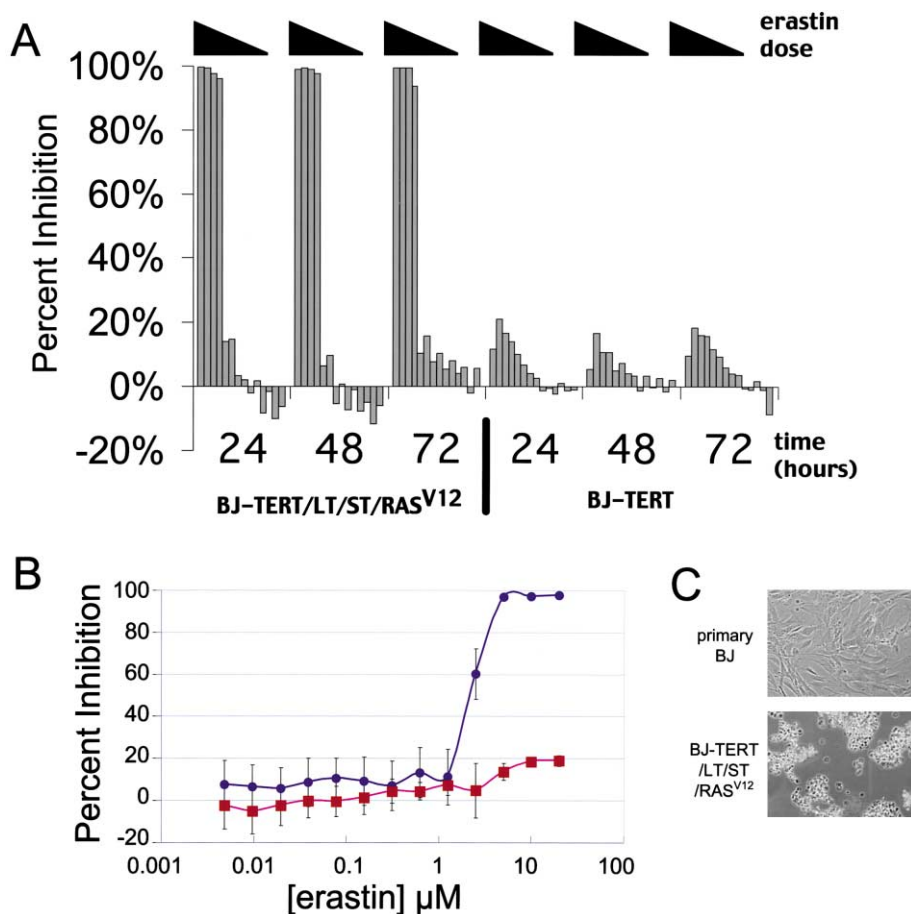 A
erastin
dose
100%
80%
60%
40%
20%
0%
-20%
Percent Inhibition
24 48 72 24 48 72 time
(hours)
BJ-TERT/LT/ST/RASV12 BJ-TERT
B
100
80
60
40
20
0
-20
Percent Inhibition
0.001 0.01 0.1 1 10 100
[erastin] μM
C
primary
BJ
BJ-TERT
/LT/ST
/RASV12